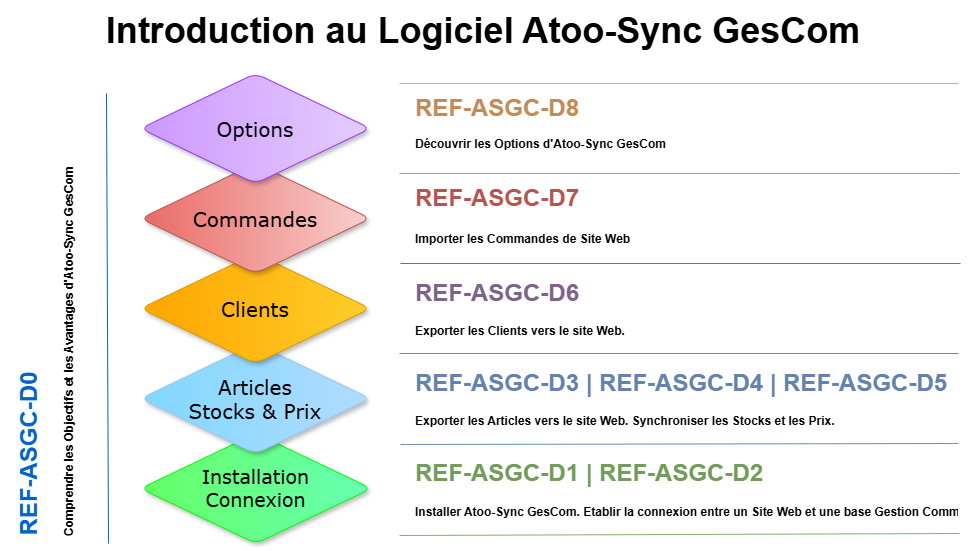 Introduction au Logiciel Atoo-Sync GesCom
REF-ASGC-D0
Comprendre les Objectifs et les Avantages d'Atoo-Sync GesCom
Options
REF-ASGC-D8
Découvrir les Options d'Atoo-Sync GesCom
Commandes
REF-ASGC-D7
Importer les Commandes de Site Web
Clients
REF-ASGC-D6
Exporter les Clients vers le site Web.
Articles
Stocks & Prix
REF-ASGC-D3 | REF-ASGC-D4 | REF-ASGC-D5
Exporter les Articles vers le site Web. Synchroniser les Stocks et les Prix.
Installation
Connexion
REF-ASGC-D1 | REF-ASGC-D2
Installer Atoo-Sync GesCom. Etablir la connexion entre un Site Web et une base Gestion Comm